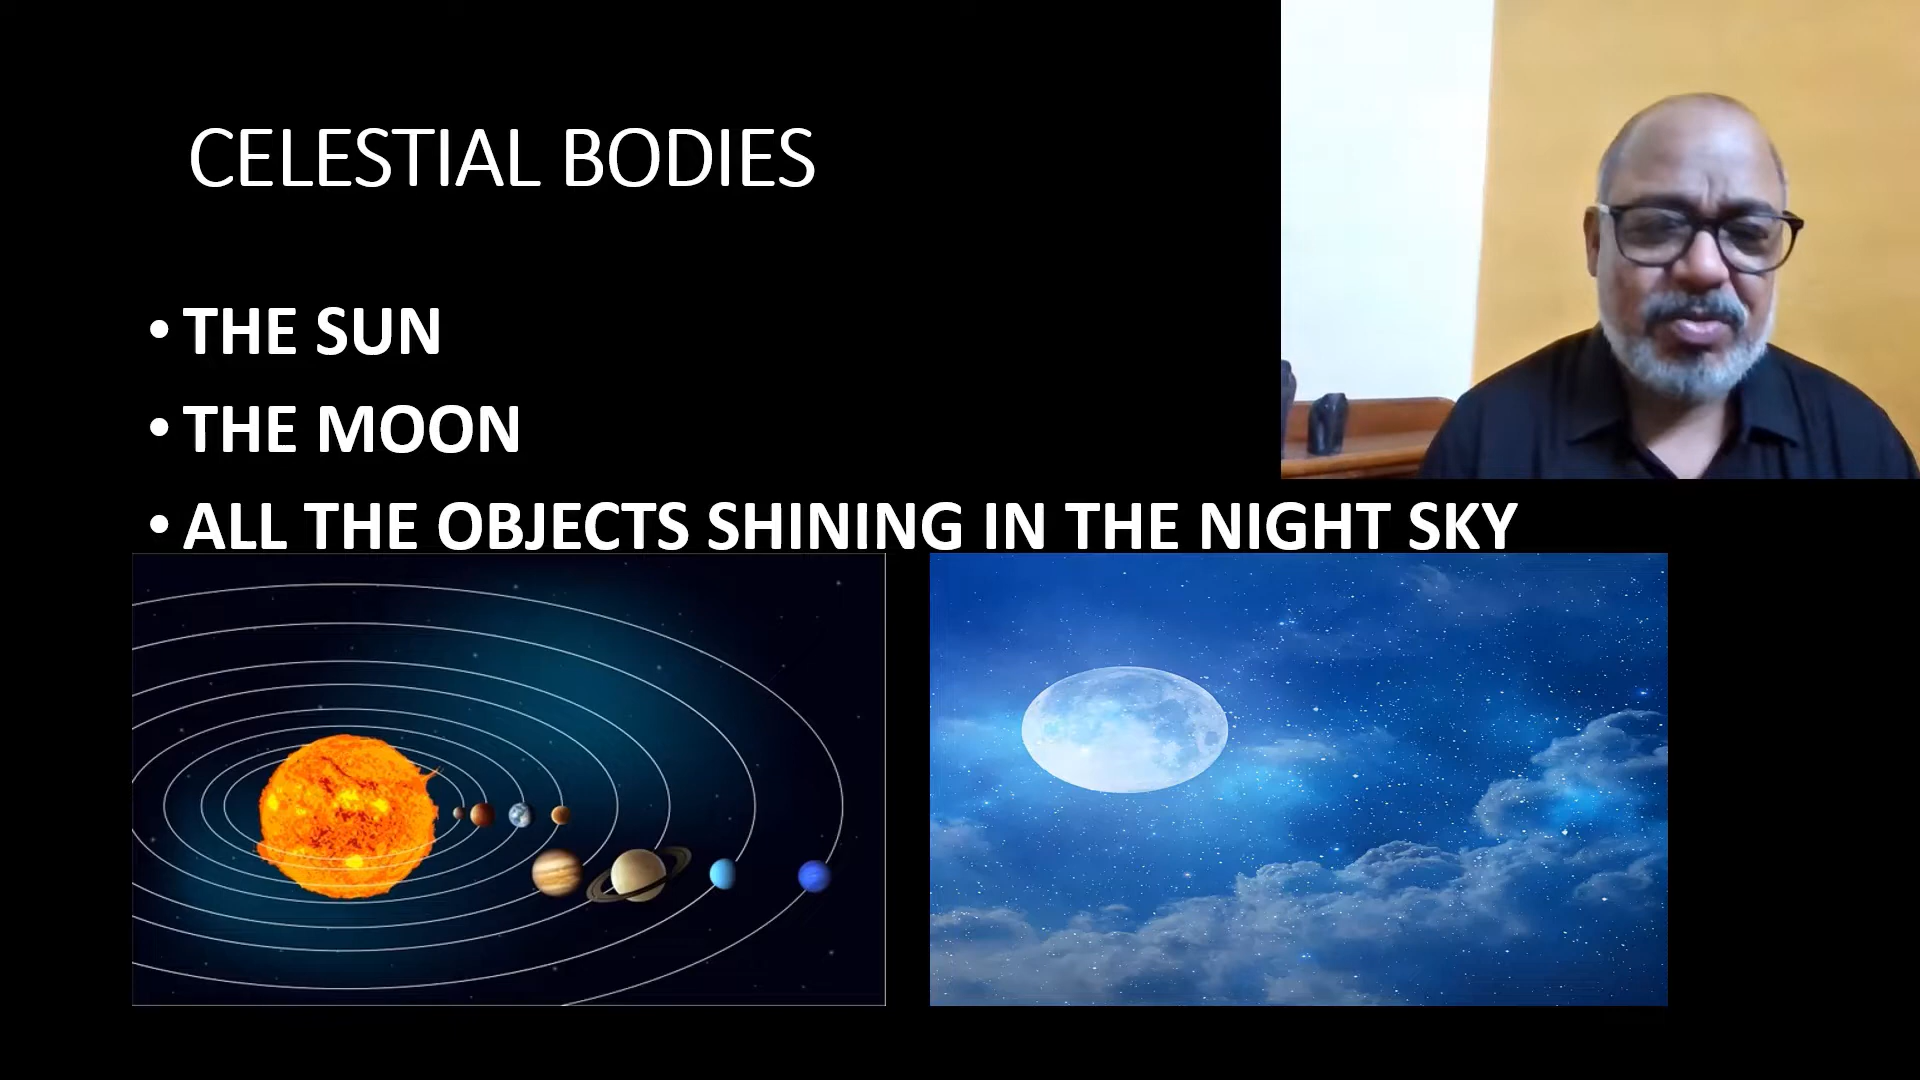 CELESTIAL BODIES
• THE SUN
• THE MOON
• ALL THE OBJECTS SHINING IN THE NIGHT SKY